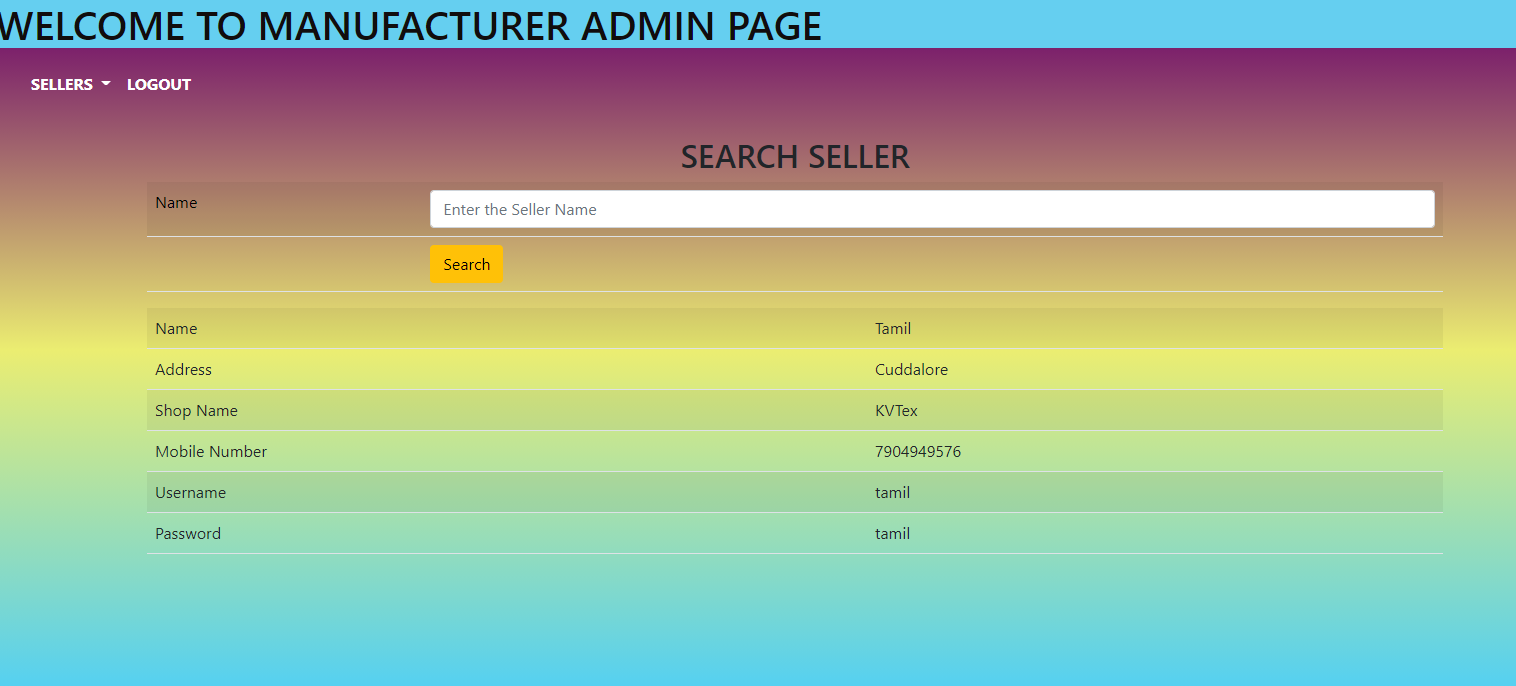 WELCOME TO MANUFACTURER ADMIN PAGE
SELLERS LOGOUT
SEARCH SELLER
Name Enter the Seller Name
Search
Name Tamil
Address Cuddalore
Shop Name KVTex
Mobile Number 7904949576
Username tamil
Password tamil